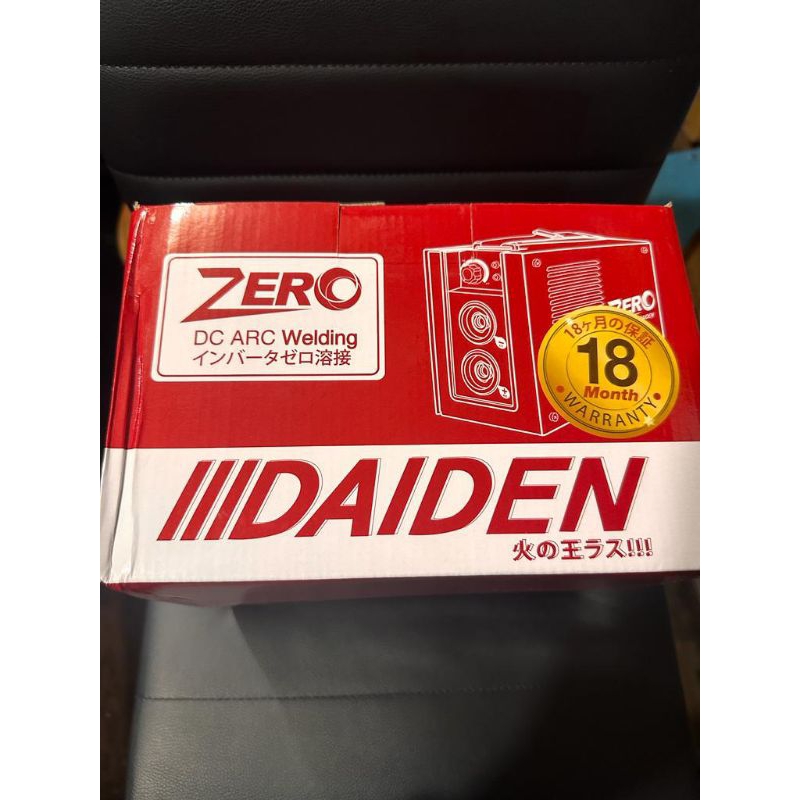 ZERO
DC ARC Welding
インバータゼロ溶接
ZERO
18ヶ月の保証
18
Month
WARRANTY
DAIDEN
火の王ラス!!!